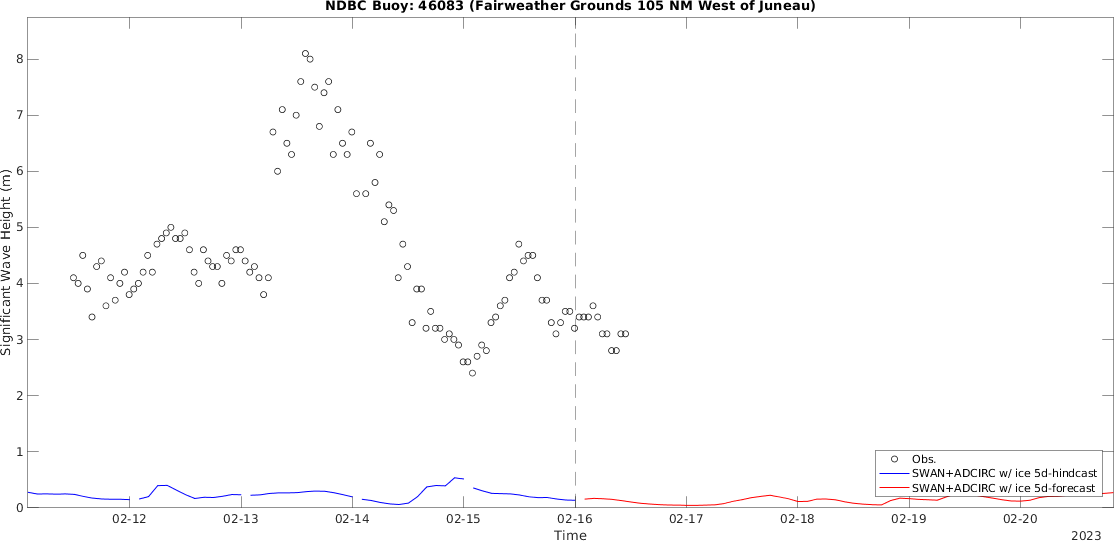 NDBC Buoy: 46083 (Fairweather Grounds 105 NM West of Juneau)
Significant Wave Height (m)
8
7
6
5
4
3
2
1
0
Obs.
SWAN+ADCIRC w/ ice 5d-hindcast
SWAN+ADCIRC w/ ice 5d-forecast
02-12 02-13 02-14 02-15 02-16 02-17 02-18 02-19 02-20
Time
2023